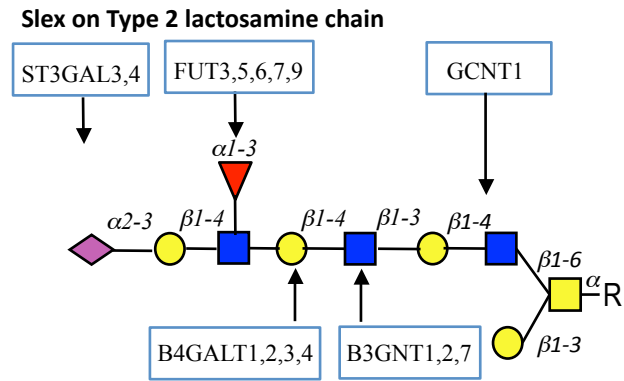 Slex on Type 2 lactosamine chain
ST3GAL3,4
FUT3,5,6,7,9
GCNT1
α1-3
α2-3
β1-4
β1-4
β1-3
β1-4
β1-6
α
R
β1-3
B4GALT1,2,3,4
B3GNT1,2,7